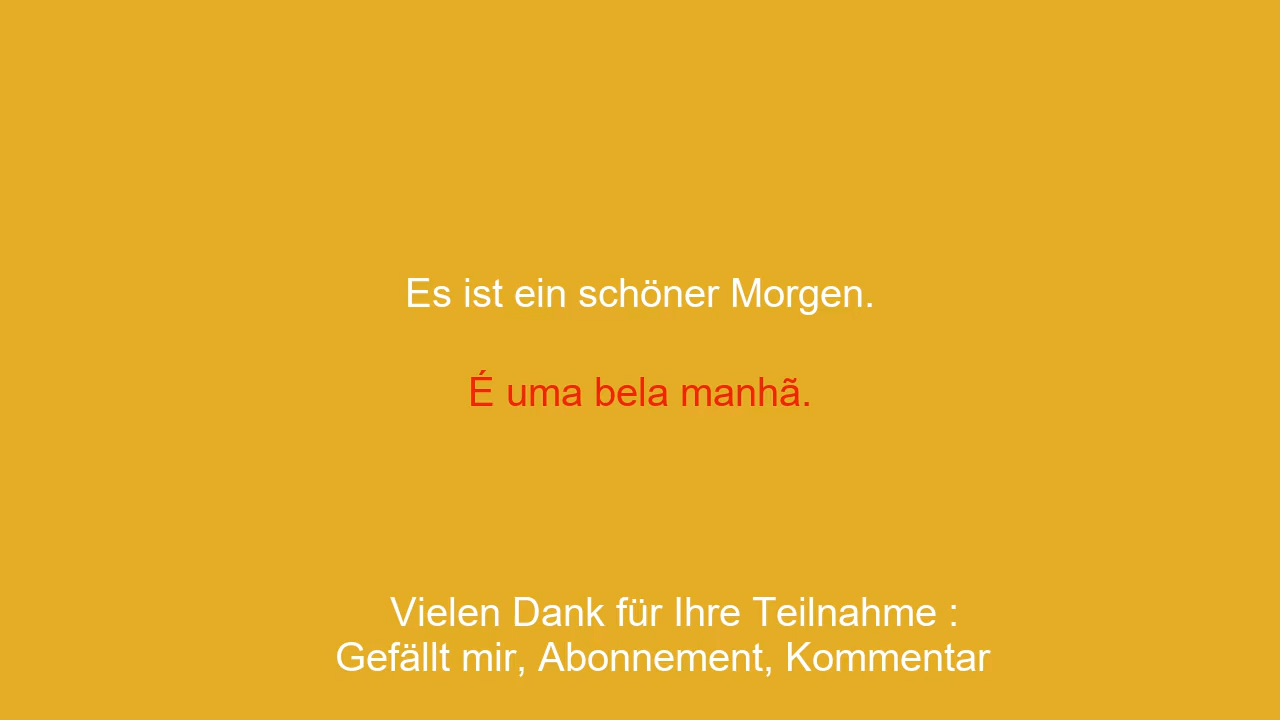 Es ist ein schöner Morgen.
É uma bela manhã.
Vielen Dank für Ihre Teilnahme :
Gefällt mir, Abonnement, Kommentar